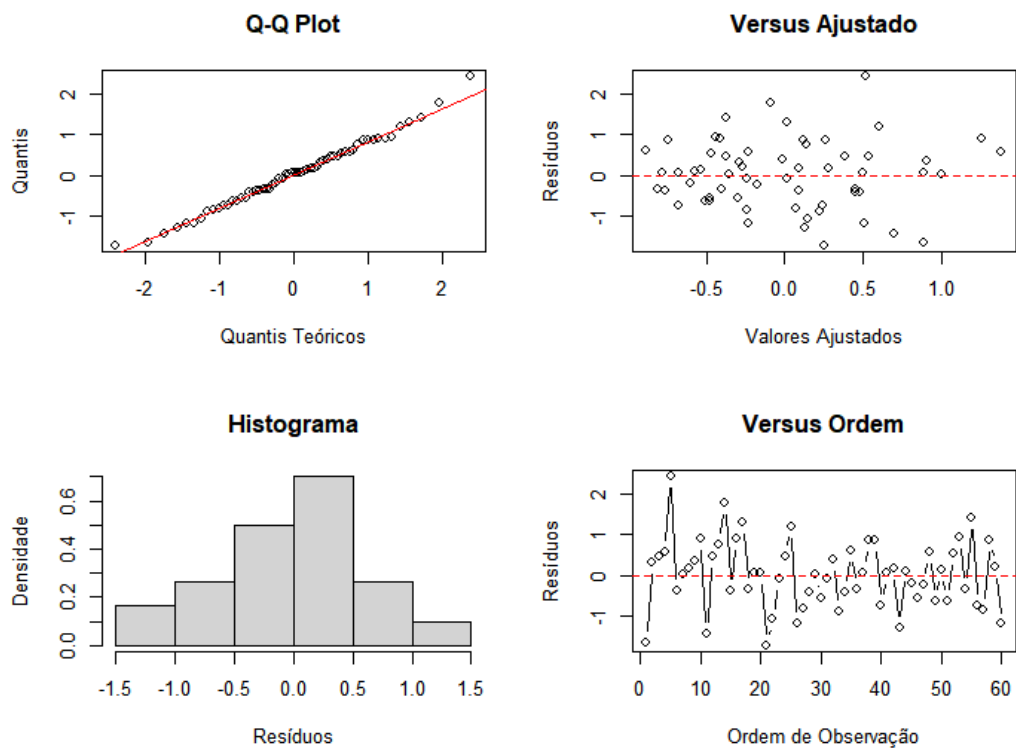 Q-Q Plot
Quantis
2
1
0
-1
-2 -1 0 1 2
Quantis Teóricos
Versus Ajustado
Resíduos
2
1
0
-1
-0.5 0.0 0.5 1.0
Valores Ajustados
Histograma
Densidade
0.6
0.4
0.2
0.0
-1.5 -1.0 -0.5 0.0 0.5 1.0 1.5
Resíduos
Versus Ordem
Resíduos
2
1
0
-1
0 10 20 30 40 50 60
Ordem de Observação